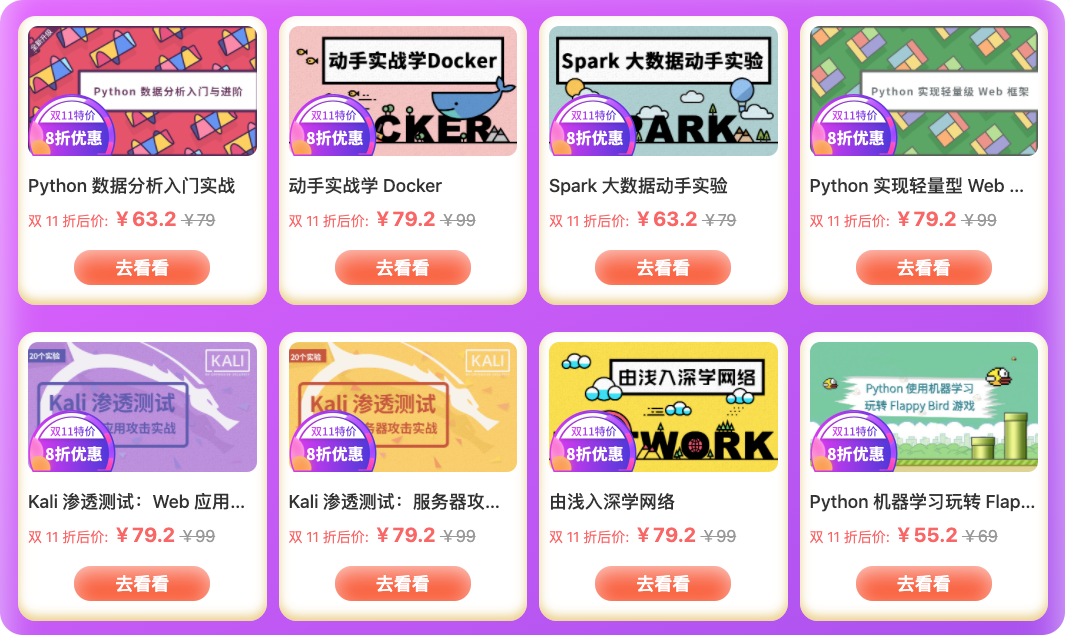 全新升级
Python 数据分析入门与进阶
双11特价
8折优惠
Python 数据分析入门实战
双 11 折后价: ¥63.2 ¥79
去看看
动手实战学Docker
DOCKER
双11特价
8折优惠
动手实战学 Docker
双 11 折后价: ¥79.2 ¥99
去看看
Spark 大数据动手实验
SPARK
双11特价
8折优惠
Spark 大数据动手实验
双 11 折后价: ¥63.2 ¥79
去看看
Python 实现轻量级 Web 框架
双11特价
8折优惠
Python 实现轻量型 Web ...
双 11 折后价: ¥79.2 ¥99
去看看
20个实验
KALI
Kali 渗透测试
应用攻击实战
双11特价
8折优惠
Kali 渗透测试：Web 应用...
双 11 折后价: ¥79.2 ¥99
去看看
20个实验
KALI
Kali 渗透测试
务器攻击实战
双11特价
8折优惠
Kali 渗透测试：服务器攻...
双 11 折后价: ¥79.2 ¥99
去看看
由浅入深学网络
NETWORK
双11特价
8折优惠
由浅入深学网络
双 11 折后价: ¥79.2 ¥99
去看看
Python 使用机器学习
玩转 Flappy Bird 游戏
双11特价
8折优惠
Python 机器学习玩转 Flap...
双 11 折后价: ¥55.2 ¥69
去看看